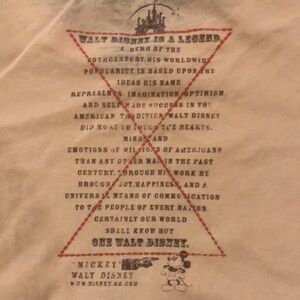 WALT DISNEY IS A LEGEND,
A HERO OF THE
20TH CENTURY. HIS WORLDWIDE
POPULARITY IS BASED UPON THE
IDEAS HIS NAME
REPRESENTS: IMAGINATION, OPTIMISM,
AND SELF MADE SUCCESS IN THE
AMERICAN TRADITION. WALT DISNEY
DID MORE TO TOUCH THE HEARTS,
MINDS, AND
EMOTIONS OF MILLIONS OF AMERICANS
THAN ANY OTHER MAN IN THE PAST
CENTURY. THROUGH HIS WORK HE
BROUGH JOY, HAPPINESS, AND A
UNIVERSAL MEANS OF COMMUNICATION
TO THE PEOPLE OF EVERY NATION.
CERTAINLY OUR WORLD
SHALL KNOW BUT
ONE WALT DISNEY.
"MICKEY"
WALT DISNEY
WWW.DISNEY.GO.COM